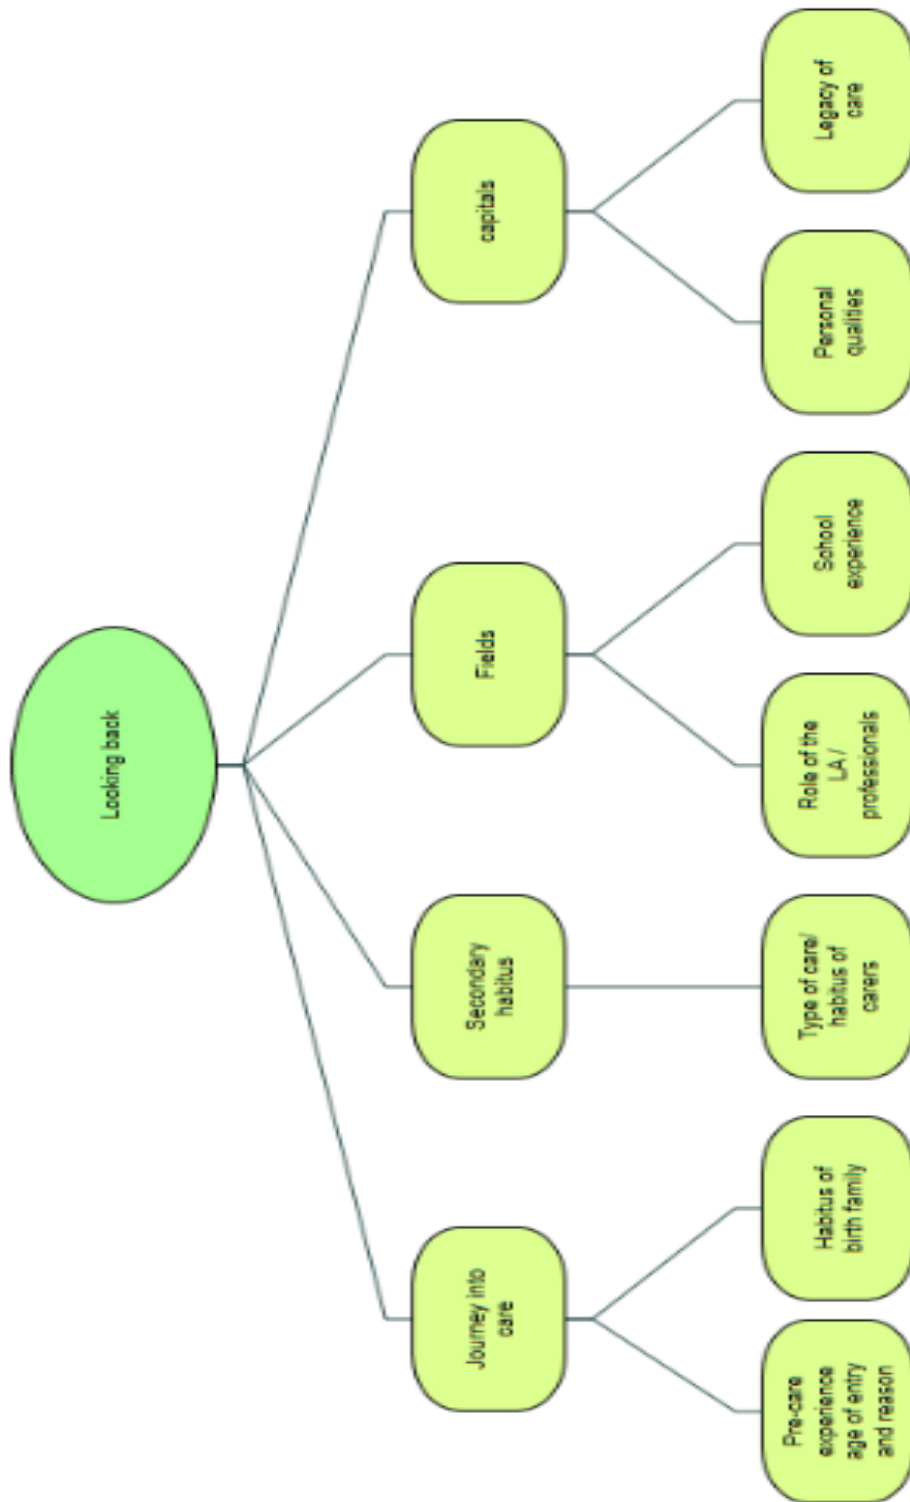 Looking back
Journey into
care
Secondary
habitus
Fields
capitals
Pre-care
experience
age of entry
and reason
Habitus of
birth family
Type of care/
habitus of
carers
Role of the
LA /
professionals
School
experience
Personal
qualities
Legacy of
care